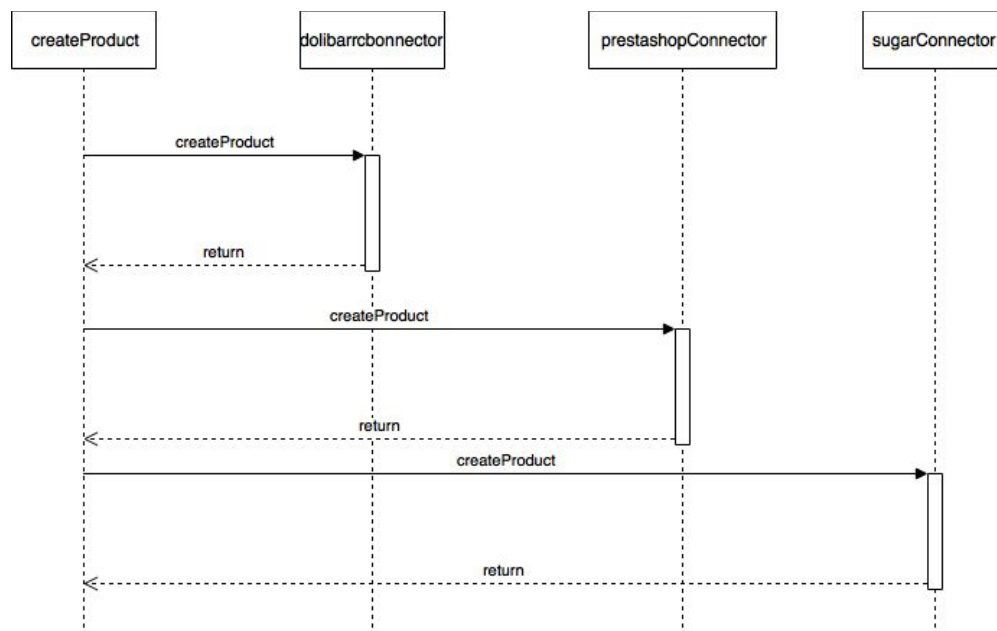 createProduct
dolibarrcbonnector
prestashopConnector
sugarConnector
createProduct
return
createProduct
return
createProduct
return